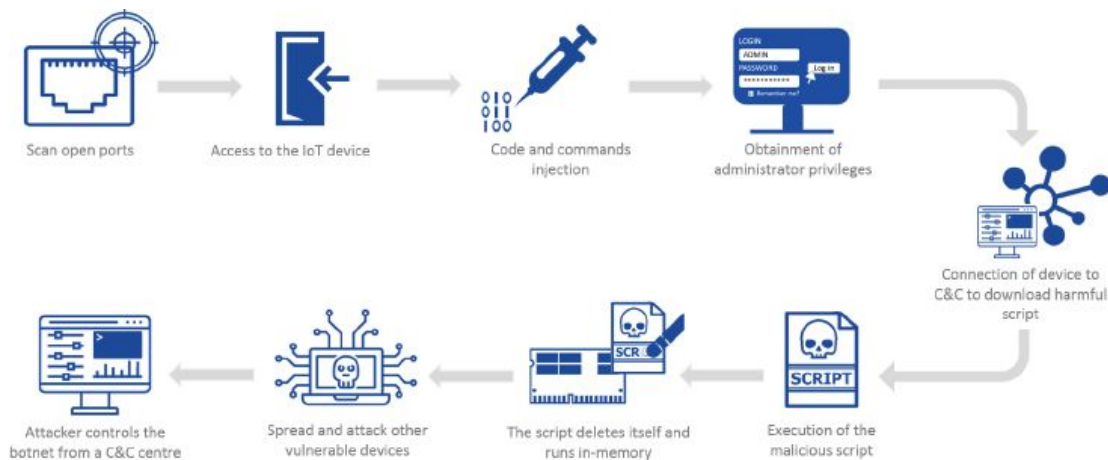 Scan open ports
Access to the IoT device
010
011
100
Code and commands
injection
LOGIN
ADMIN
PASSWORD
***********
Log in
Remember me?
Obtainment of
administrator privileges
Connection of device to
C&C to download harmful
script
SCRIPT
Execution of the
malicious script
SCR
The script deletes itself and
runs in-memory
Spread and attack other
vulnerable devices
>
Attacker controls the
botnet from a C&C centre